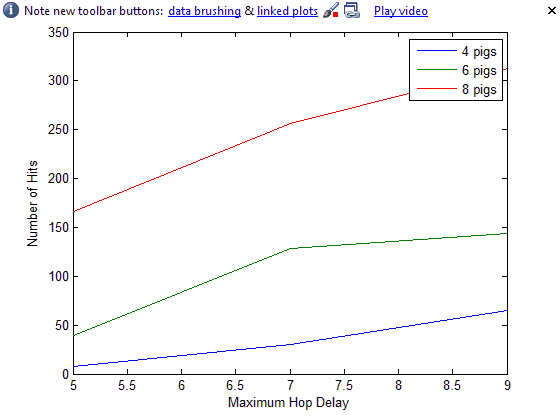 Note new toolbar buttons: data brushing & linked plots Play video
350
300
250
200
150
100
50
0
Number of Hits
4 pigs
6 pigs
8 pigs
5 5.5 6 6.5 7 7.5 8 8.5 9
Maximum Hop Delay